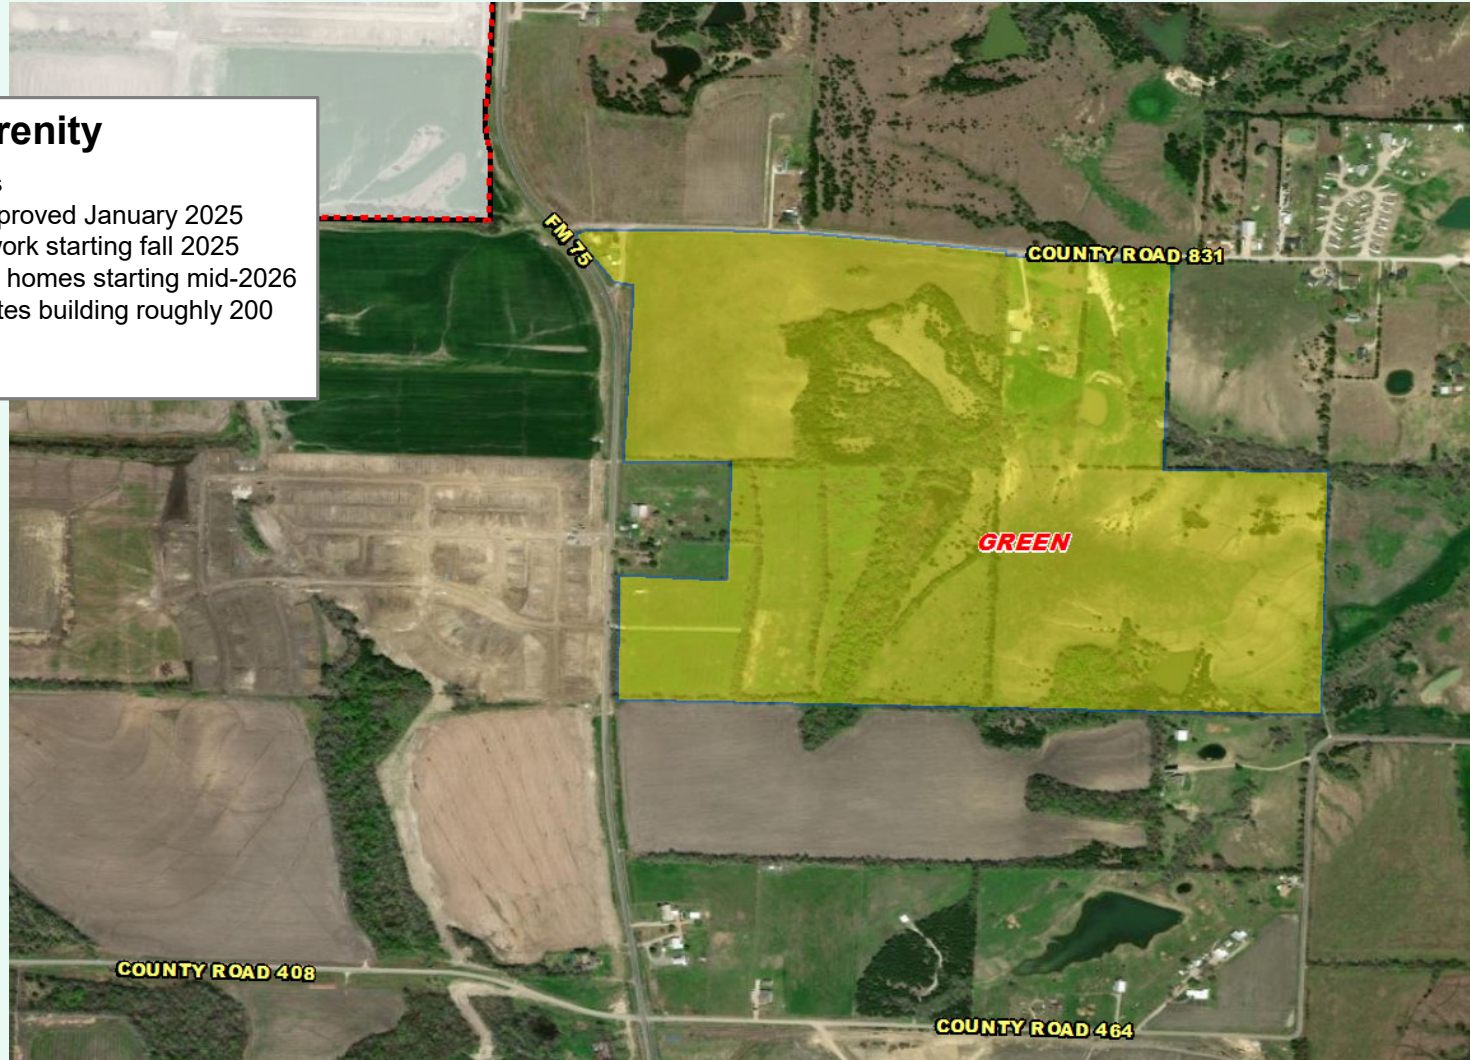 renity
s
proved January 2025
work starting fall 2025
homes starting mid-2026
tes building roughly 200
FM 75
COUNTY ROAD 831
GREEN
COUNTY ROAD 408
COUNTY ROAD 464